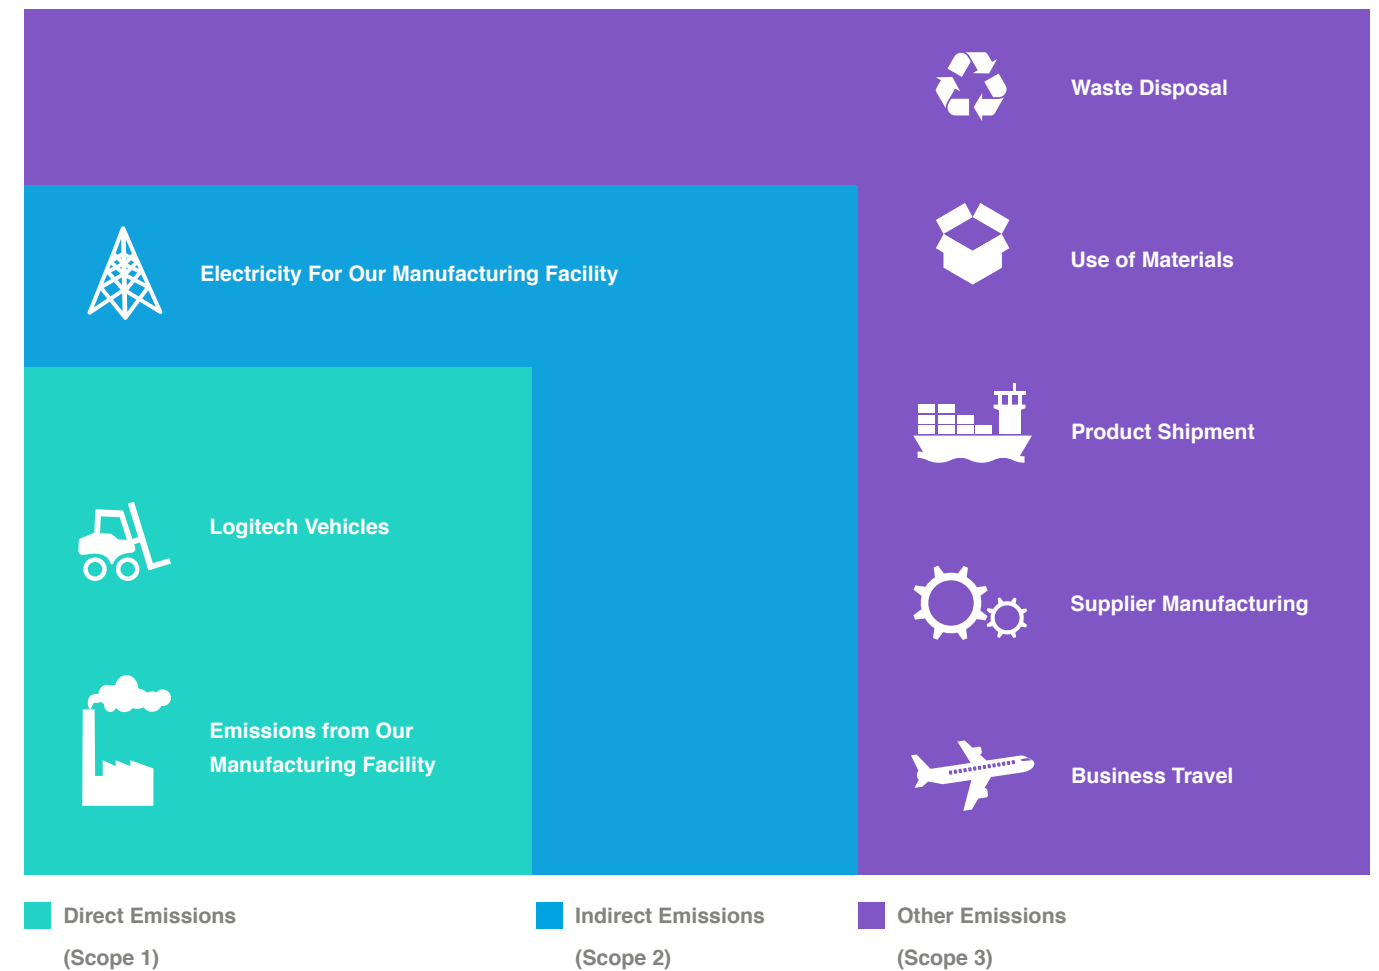 Waste Disposal
Use of Materials
Electricity For Our Manufacturing Facility
Product Shipment
Logitech Vehicles
Supplier Manufacturing
Emissions from Our
Manufacturing Facility
Business Travel
Direct Emissions
(Scope 1)
Indirect Emissions
(Scope 2)
Other Emissions
(Scope 3)